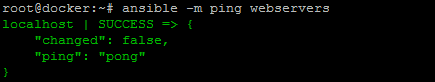 root@docker:~# ansible -m ping webservers
localhost | SUCCESS => {
    "changed": false,
    "ping": "pong"
}